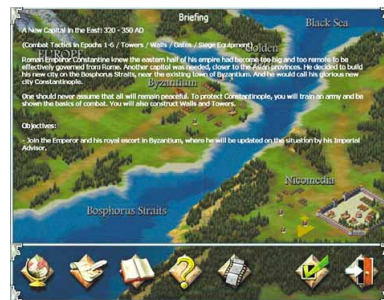 Briefing
Black Sea
A New Capital in the East: 320 - 350 AD
(Combat Tactics in Epochs 1-6 / Towers / Walls / Gates / Siege Equipment)
EUROPE
Golden
Roman Emperor Constantine knew the eastern half of his empire had become too big and too remote to be
effectively governed from Rome. Another capitol was needed, closer to the Asian provinces. He decided to build
his new city on the Bosphorus Straits, near the existing town of Byzantium. And he would call his glorious new
city Constantinople.
Byzantium
One should never assume that all will remain peaceful. To protect Constantinople, you will train an army and be
shown the basics of combat. You will also construct Walls and Towers.
Objectives:
- Join the Emperor and his royal escort in Byzantium, where he will be updated on the situation by his Imperial
Advisor.
Nicomedia
Bosphorus Straits